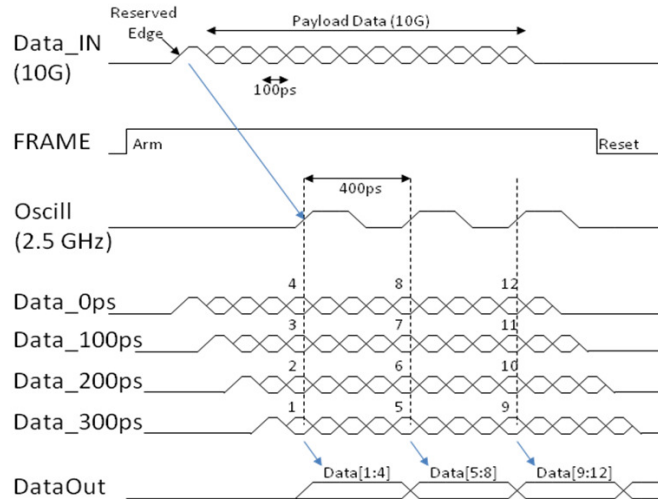 Reserved
Edge
Payload Data (10G)
Data_IN
(10G)
100ps
FRAME
Arm
Reset
400ps
Oscill
(2.5 GHz)
4 8 12
Data_0ps
3 7 11
Data_100ps
2 6 10
Data_200ps
1 5 9
Data_300ps
Data[1:4] Data[5:8] Data[9:12]
DataOut